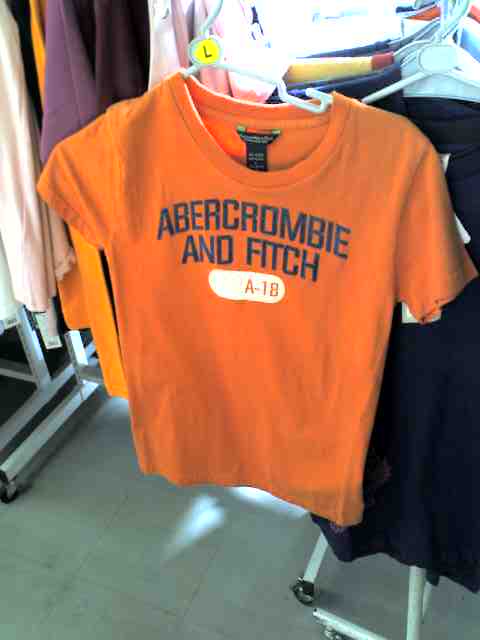 L
ABERCROMBIE
AND FITCH
A-18